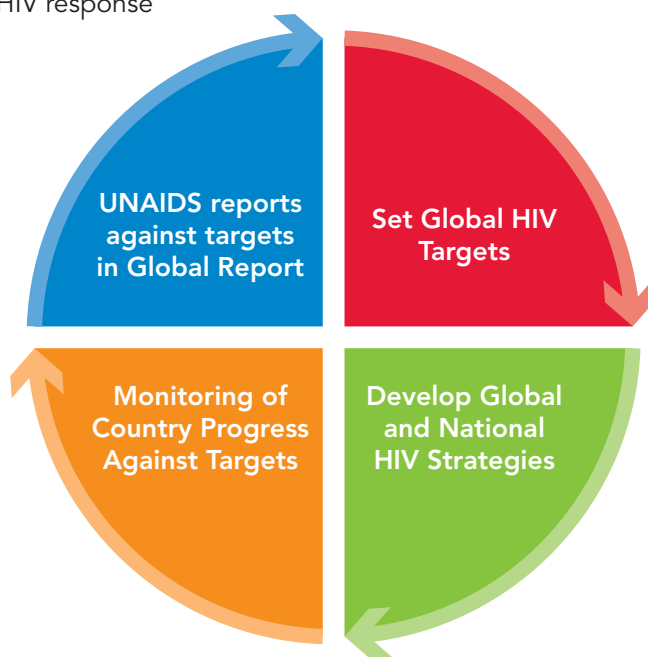 HIV response
UNAIDS reports
against targets
in Global Report
Set Global HIV
Targets
Monitoring of
Country Progress
Against Targets
Develop Global
and National
HIV Strategies